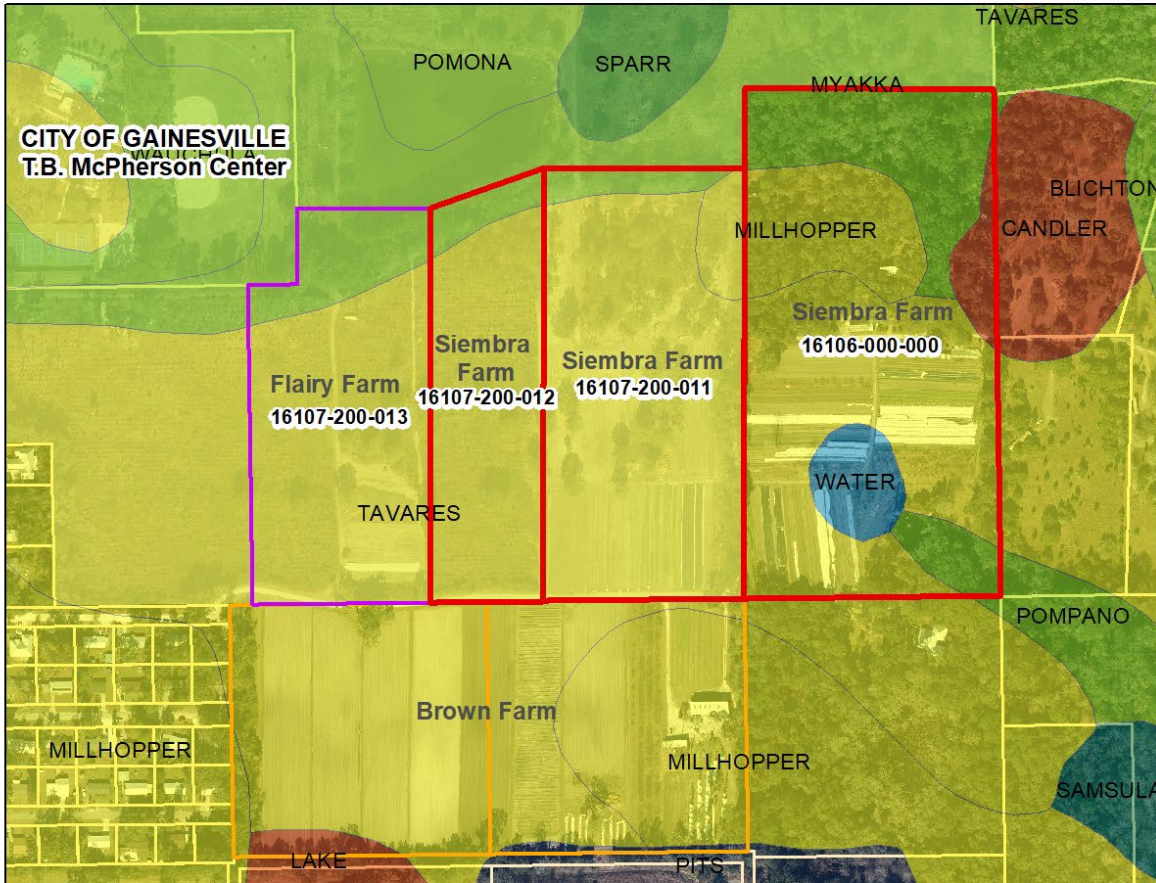 TAVARES
POMONA
SPARR
MYAKKA
CITY OF GAINESVILLE
WAUCHULA
T.B. McPherson Center
BLICHTON
MILLHOPPER
CANDLER
Siembra Farm
16106-000-000
Siembra
Farm
16107-200-012
Siembra Farm
16107-200-011
Flairy Farm
16107-200-013
WATER
TAVARES
POMPANO
Brown Farm
MILLHOPPER
MILLHOPPER
SAMSULA
LAKE
PITS